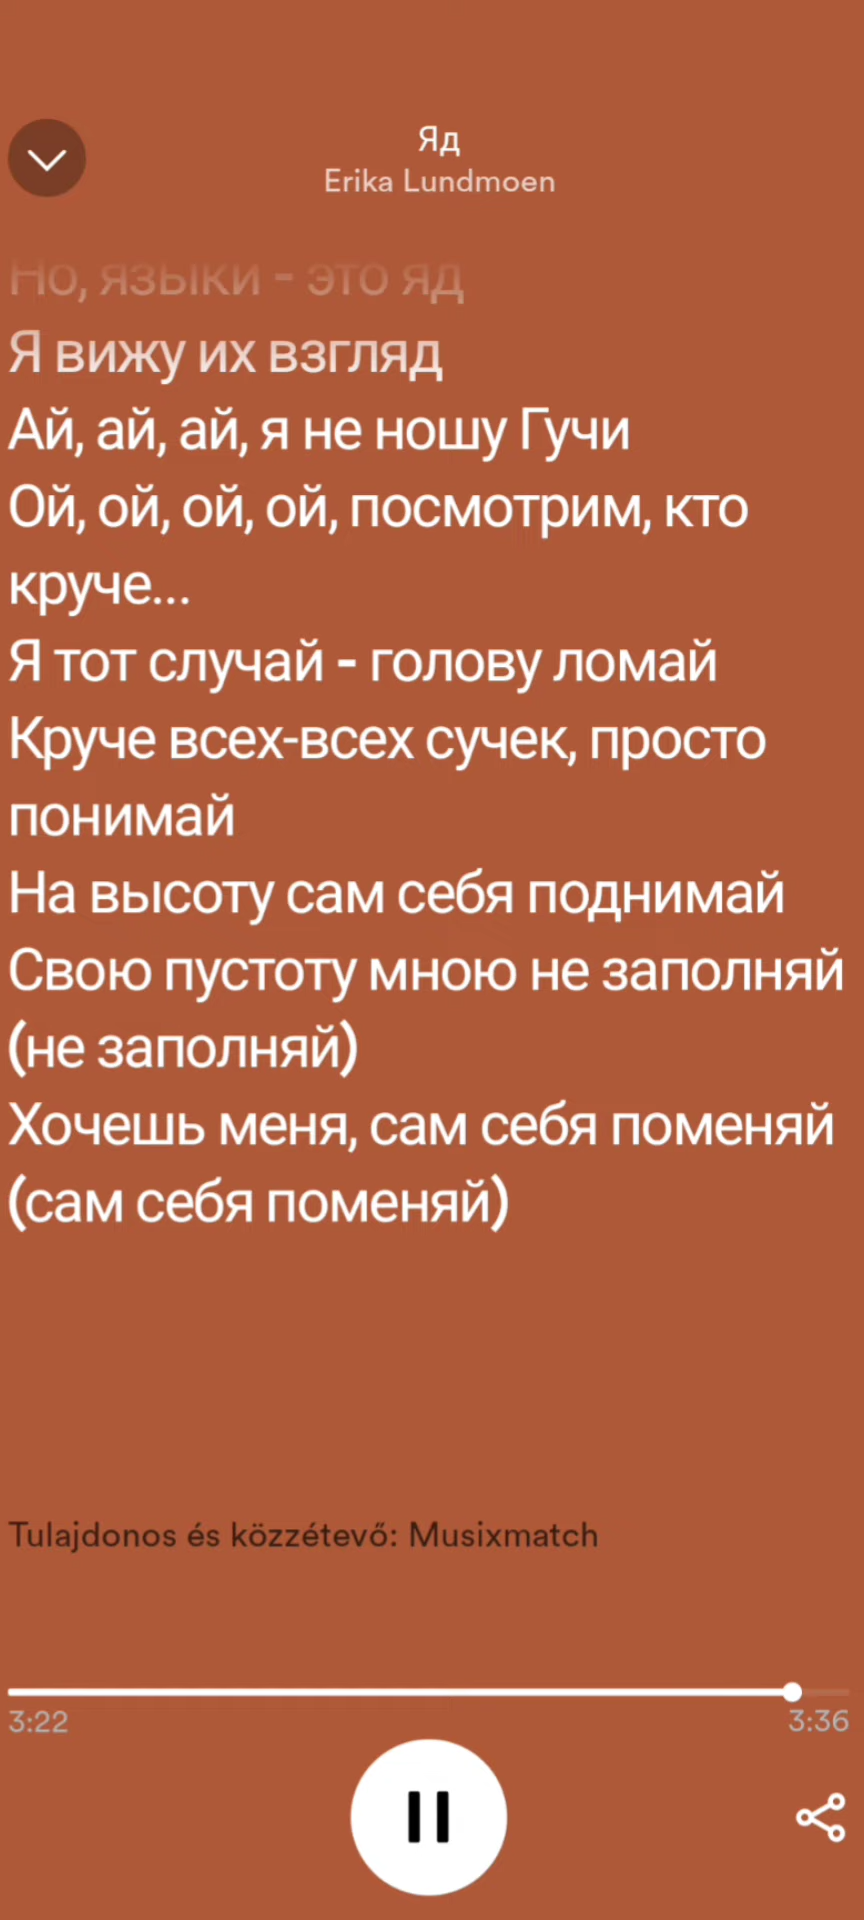 Яд
Erika Lundmoen
Но, языки - это яд
Я вижу их взгляд
Ай, ай, ай, я не ношу Гучи
Ой, ой, ой, ой, посмотрим, кто
круче...
Я тот случай - голову ломай
Круче всех-всех сучек, просто
понимай
На высоту сам себя поднимай
Свою пустоту мною не заполняй
(не заполняй)
Хочешь меня, сам себя поменяй
(сам себя поменяй)
Tulajdonos és közzétevő: Musixmatch
3:22
3:36